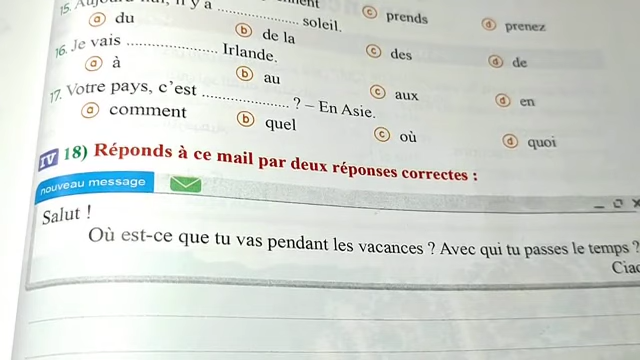 ⓒ prends ⓓ prenez
15. il y a .................... soleil.
ⓐ du ⓑ de la ⓒ des ⓓ de
16. Je vais .................... Irlande.
ⓐ à ⓑ au ⓒ aux ⓓ en
17. Votre pays, c'est .................... ? – En Asie.
ⓐ comment ⓑ quel ⓒ où ⓓ quoi
IV 18) Réponds à ce mail par deux réponses correctes :
nouveau message
Salut !
Où est-ce que tu vas pendant les vacances ? Avec qui tu passes le temps ?